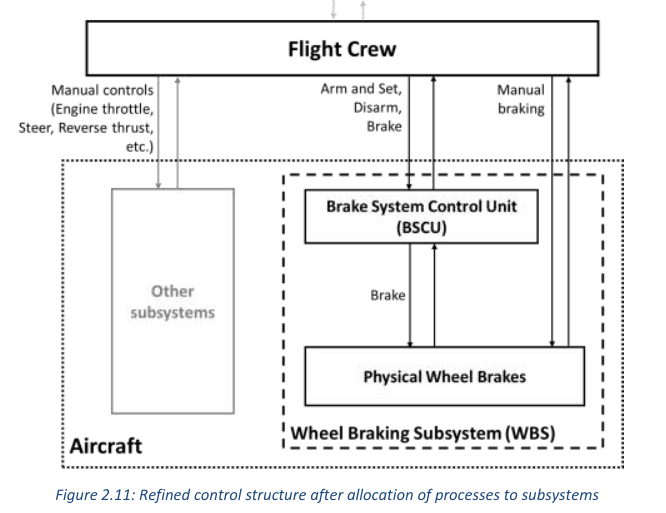 Flight Crew
Manual controls
(Engine throttle,
Steer, Reverse thrust,
etc.)
Arm and Set,
Disarm,
Brake
Manual
braking
Brake System Control Unit
(BSCU)
Other
subsystems
Brake
Physical Wheel Brakes
Wheel Braking Subsystem (WBS)
Aircraft
Figure 2.11: Refined control structure after allocation of processes to subsystems